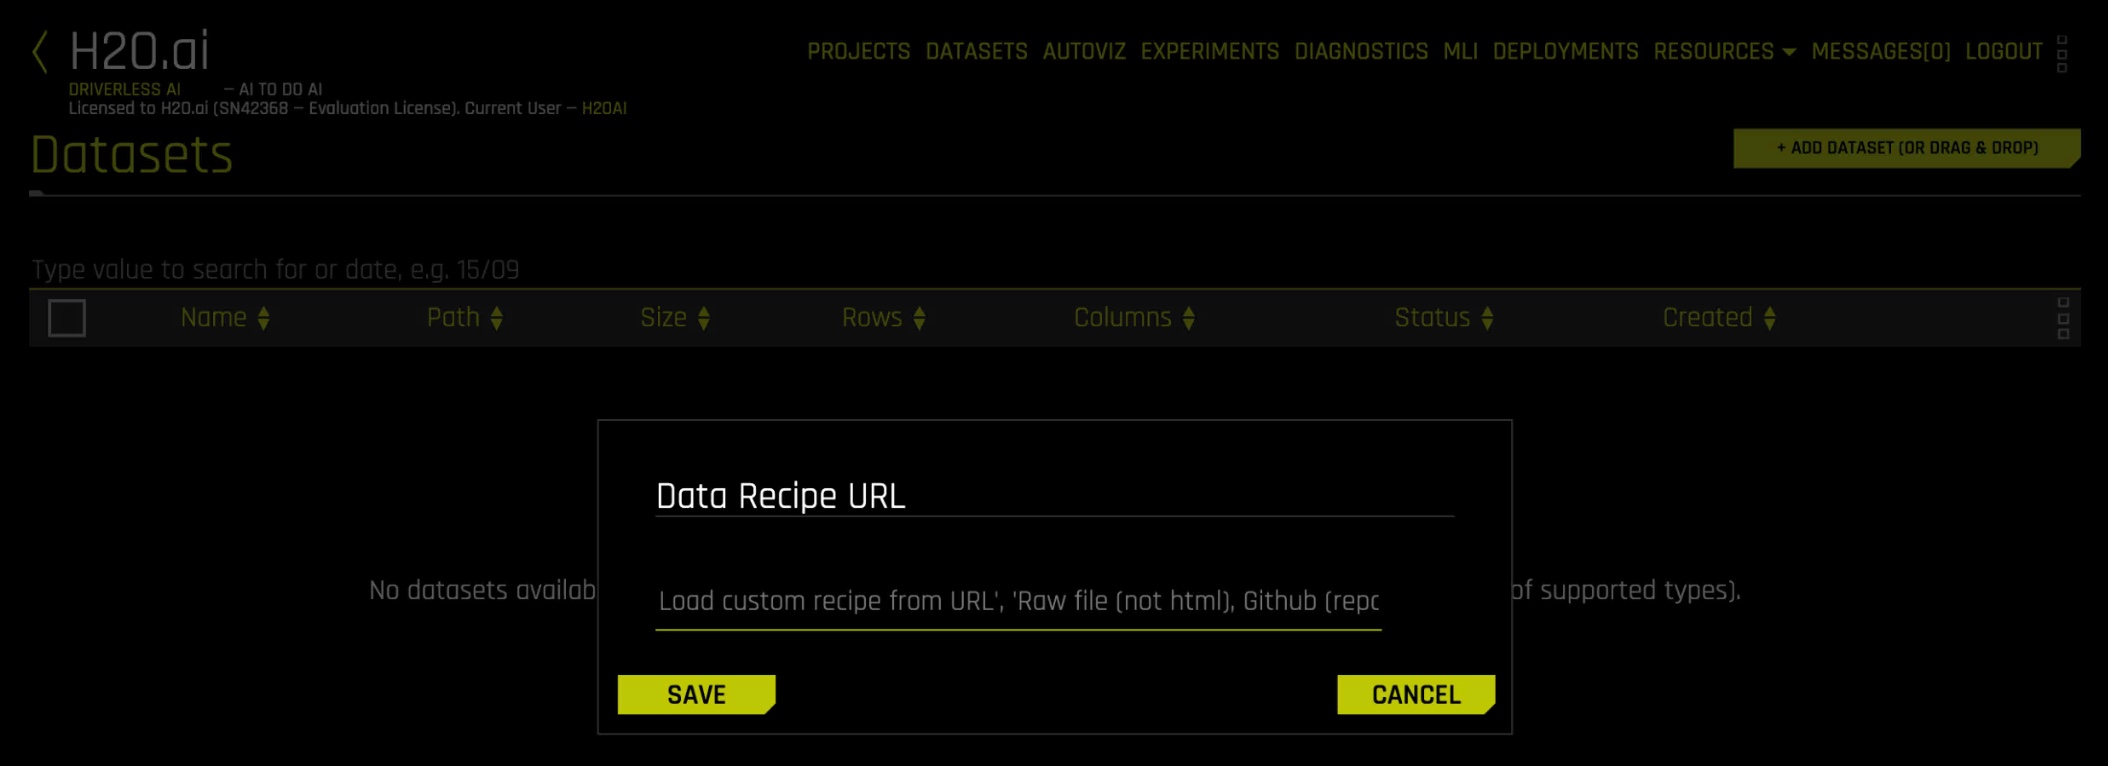 H2O.ai
PROJECTS DATASETS AUTOVIZ EXPERIMENTS DIAGNOSTICS MLI DEPLOYMENTS RESOURCES MESSAGES[0] LOGOUT
DRIVERLESS AI — AI TO DO AI
Licensed to H2O.ai (SN42368 — Evaluation License). Current User — H2OAI
Datasets
+ ADD DATASET (OR DRAG & DROP)
Type value to search for or date, e.g. 15/09
Name Path Size Rows Columns Status Created
Data Recipe URL
No datasets availab
of supported types).
Load custom recipe from URL', 'Raw file (not html), Github (repo
SAVE CANCEL